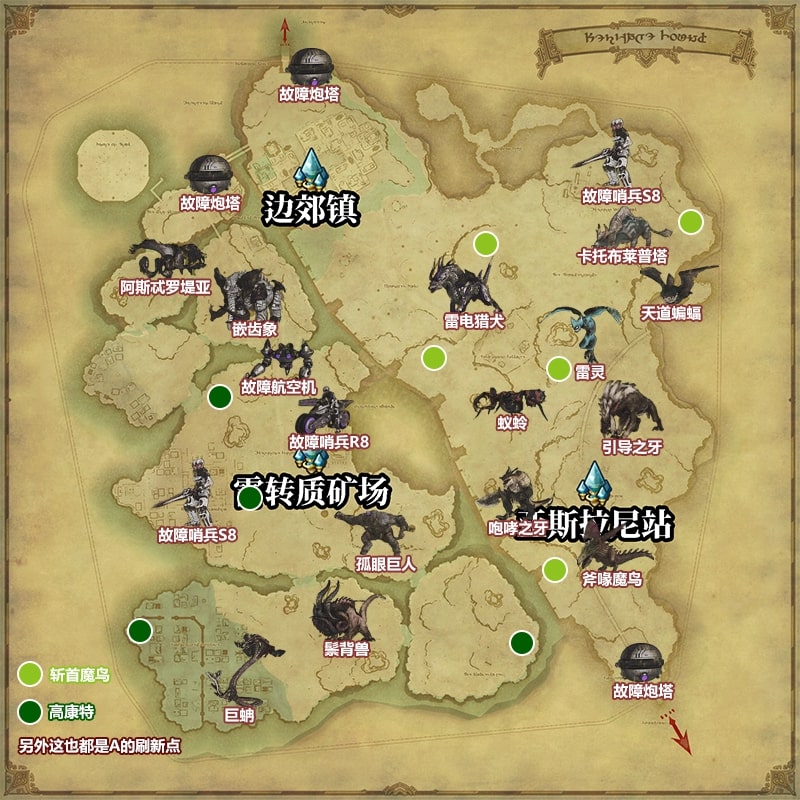 故障炮塔
故障炮塔
边郊镇
故障哨兵S8
卡托布莱普塔
阿斯忒罗堤亚
嵌齿象
雷电猎犬
天道蝙蝠
故障航空机
雷灵
故障哨兵R8
蚁蛉
引导之牙
雷转质矿场
故障哨兵S8
咆哮之牙
斯拉尼站
孤眼巨人
斧喙魔鸟
鬃背兽
斩首魔鸟
故障炮塔
高康特
巨蚺
另外这也都是A的刷新点